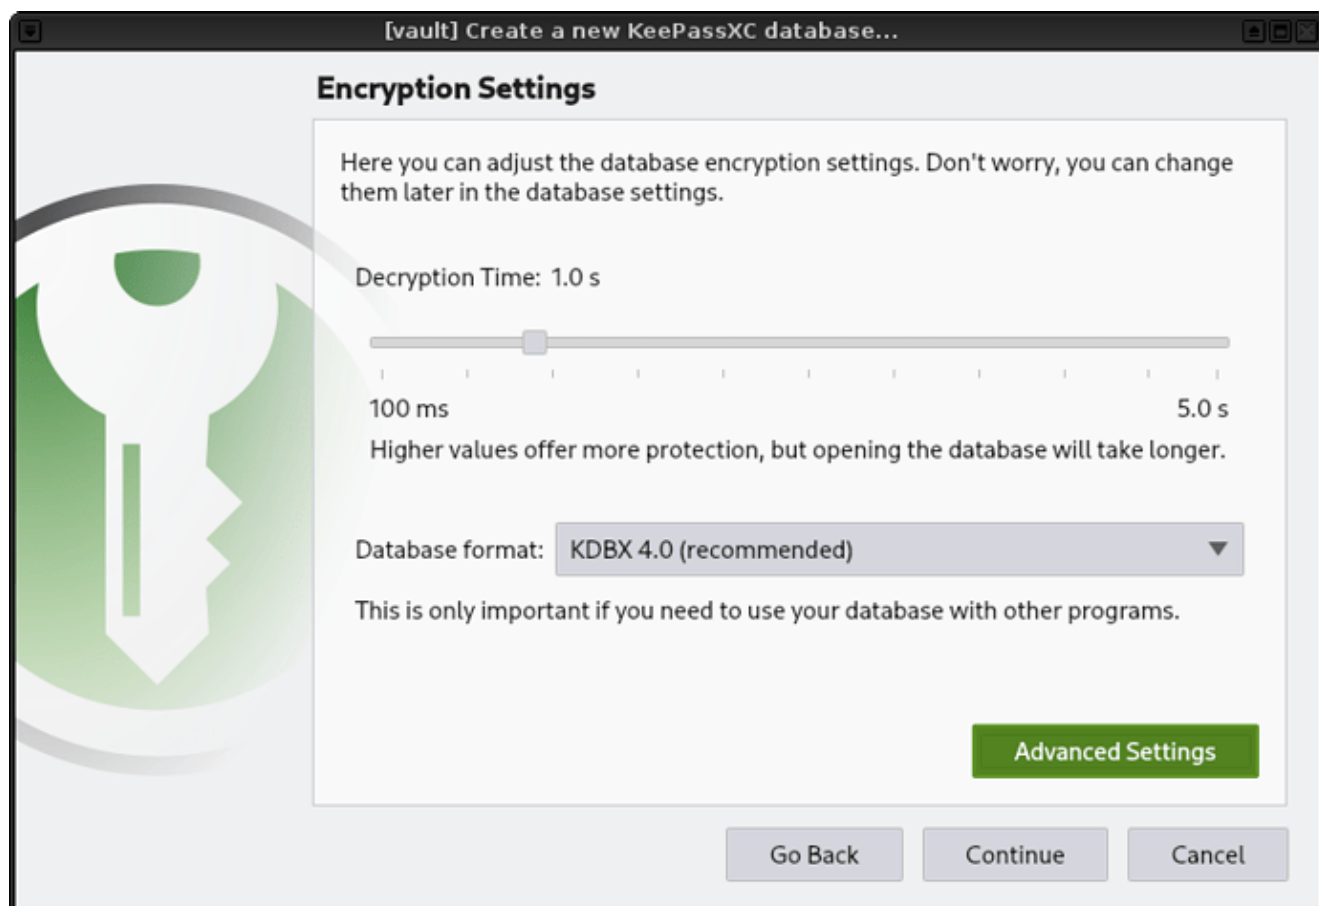 [vault] Create a new KeePassXC database...
Encryption Settings
Here you can adjust the database encryption settings. Don't worry, you can change
them later in the database settings.
Decryption Time: 1.0 s
100 ms 5.0 s
Higher values offer more protection, but opening the database will take longer.
Database format: KDBX 4.0 (recommended)
This is only important if you need to use your database with other programs.
Advanced Settings
Go Back Continue Cancel